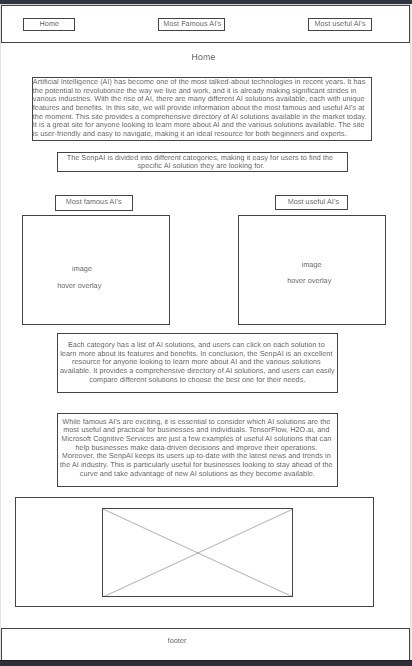 Home
Most Famous AI's
Most useful AI's
Home
Artificial Intelligence (AI) has become one of the most talked-about technologies in recent years. It has
the potential to revolutionize the way we live and work, and it is already making significant strides in
various industries. With the rise of AI, there are many different AI solutions available, each with unique
features and benefits. In this site, we will provide information about the most famous and useful AI's at
the moment. This site provides a comprehensive directory of AI solutions available in the market today.
It is a great site for anyone looking to learn more about AI and the various solutions available. The site
is user-friendly and easy to navigate, making it an ideal resource for both beginners and experts.
The SenpAI is divided into different categories, making it easy for users to find the
specific AI solution they are looking for.
Most famous AI's
Most useful AI's
image
hover overlay
image
hover overlay
Each category has a list of AI solutions, and users can click on each solution to
learn more about its features and benefits. In conclusion, the SenpAI is an excellent
resource for anyone looking to learn more about AI and the various solutions
available. It provides a comprehensive directory of AI solutions, and users can easily
compare different solutions to choose the best one for their needs.
While famous AI's are exciting, it is essential to consider which AI solutions are the
most useful and practical for businesses and individuals. TensorFlow, H2O.ai, and
Microsoft Cognitive Services are just a few examples of useful AI solutions that can
help businesses make data-driven decisions and improve their operations.
Moreover, the SenpAI keeps its users up-to-date with the latest news and trends in
the AI industry. This is particularly useful for businesses looking to stay ahead of the
curve and take advantage of new AI solutions as they become available.
footer